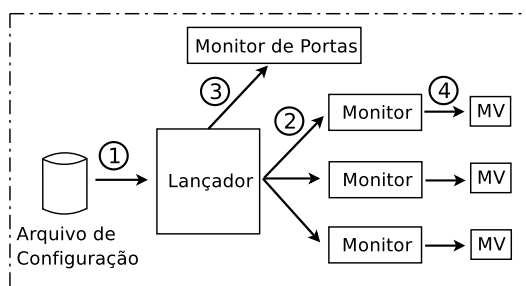 Monitor de Portas
3
2
4
Monitor
MV
1
Lançador
Monitor
MV
Arquivo de
Configuração
Monitor
MV